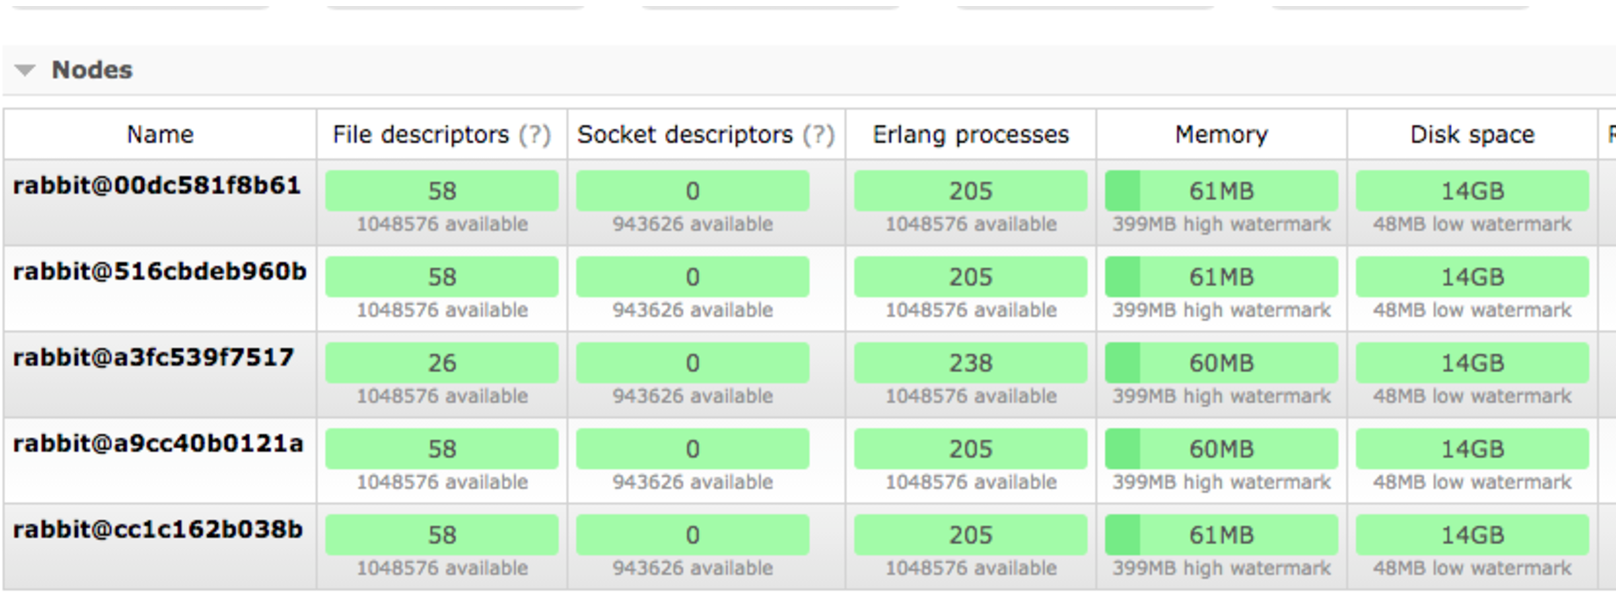 Nodes
Name File descriptors (?) Socket descriptors (?) Erlang processes Memory Disk space
rabbit@00dc581f8b61 58 0 205 61MB 14GB
1048576 available 943626 available 1048576 available 399MB high watermark 48MB low watermark
rabbit@516cbdeb960b 58 0 205 61MB 14GB
1048576 available 943626 available 1048576 available 399MB high watermark 48MB low watermark
rabbit@a3fc539f7517 26 0 238 60MB 14GB
1048576 available 943626 available 1048576 available 399MB high watermark 48MB low watermark
rabbit@a9cc40b0121a 58 0 205 60MB 14GB
1048576 available 943626 available 1048576 available 399MB high watermark 48MB low watermark
rabbit@cc1c162b038b 58 0 205 61MB 14GB
1048576 available 943626 available 1048576 available 399MB high watermark 48MB low watermark